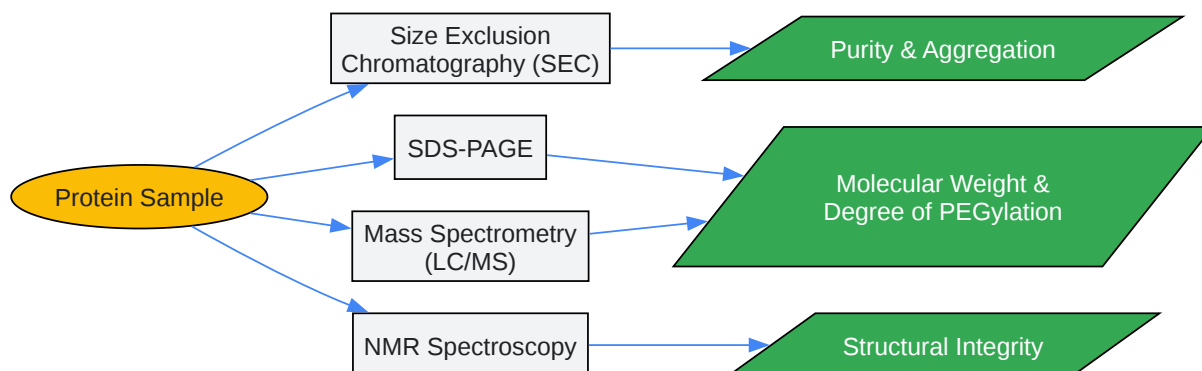 Size Exclusion
Chromatography (SEC)
Purity & Aggregation
SDS-PAGE
Protein Sample
Molecular Weight &
Degree of PEGylation
Mass Spectrometry
(LC/MS)
NMR Spectroscopy
Structural Integrity